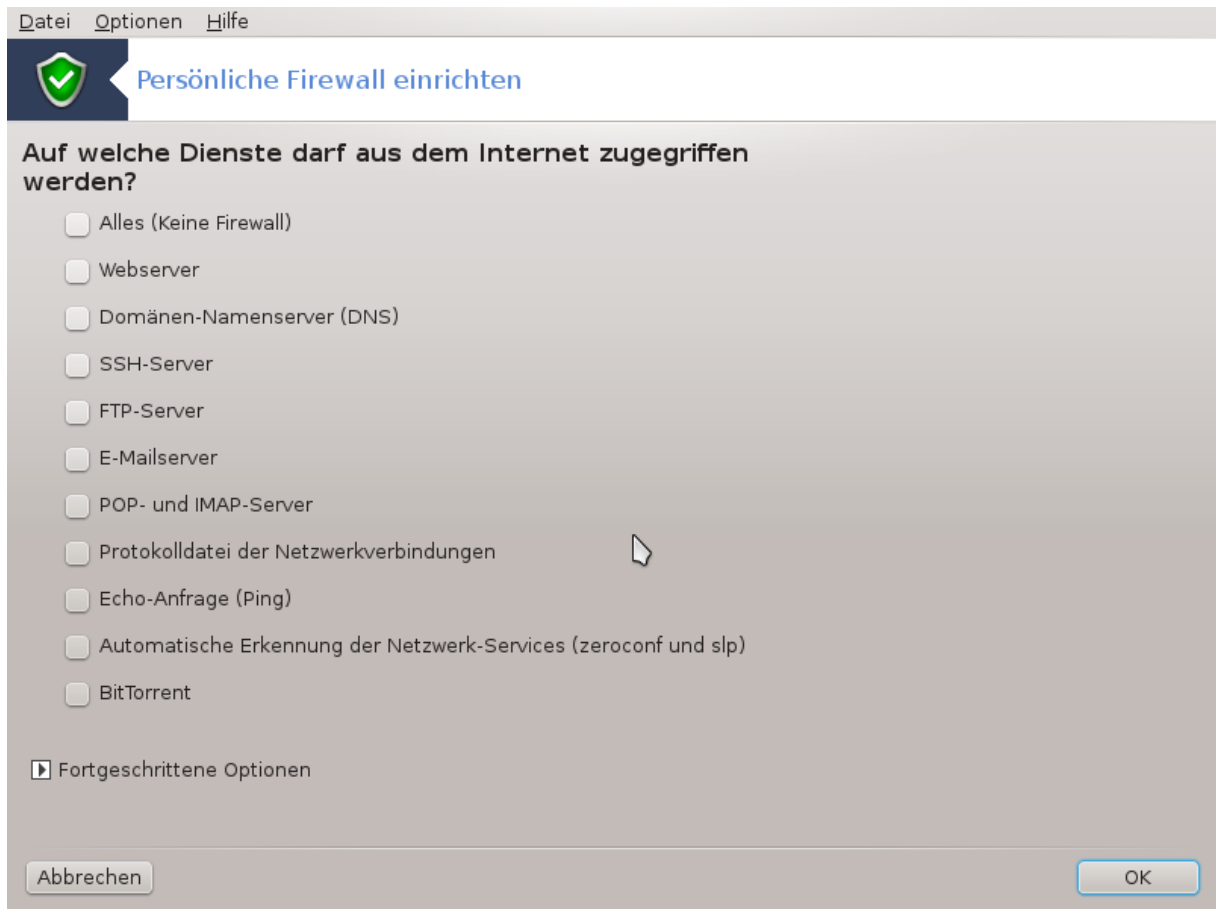 Datei Optionen Hilfe
Persönliche Firewall einrichten
Auf welche Dienste darf aus dem Internet zugegriffen
werden?
Alles (Keine Firewall)
Webserver
Domänen-Namenserver (DNS)
SSH-Server
FTP-Server
E-Mailserver
POP- und IMAP-Server
Protokolldatei der Netzwerkverbindungen
Echo-Anfrage (Ping)
Automatische Erkennung der Netzwerk-Services (zeroconf und slp)
BitTorrent
Fortgeschrittene Optionen
Abbrechen OK